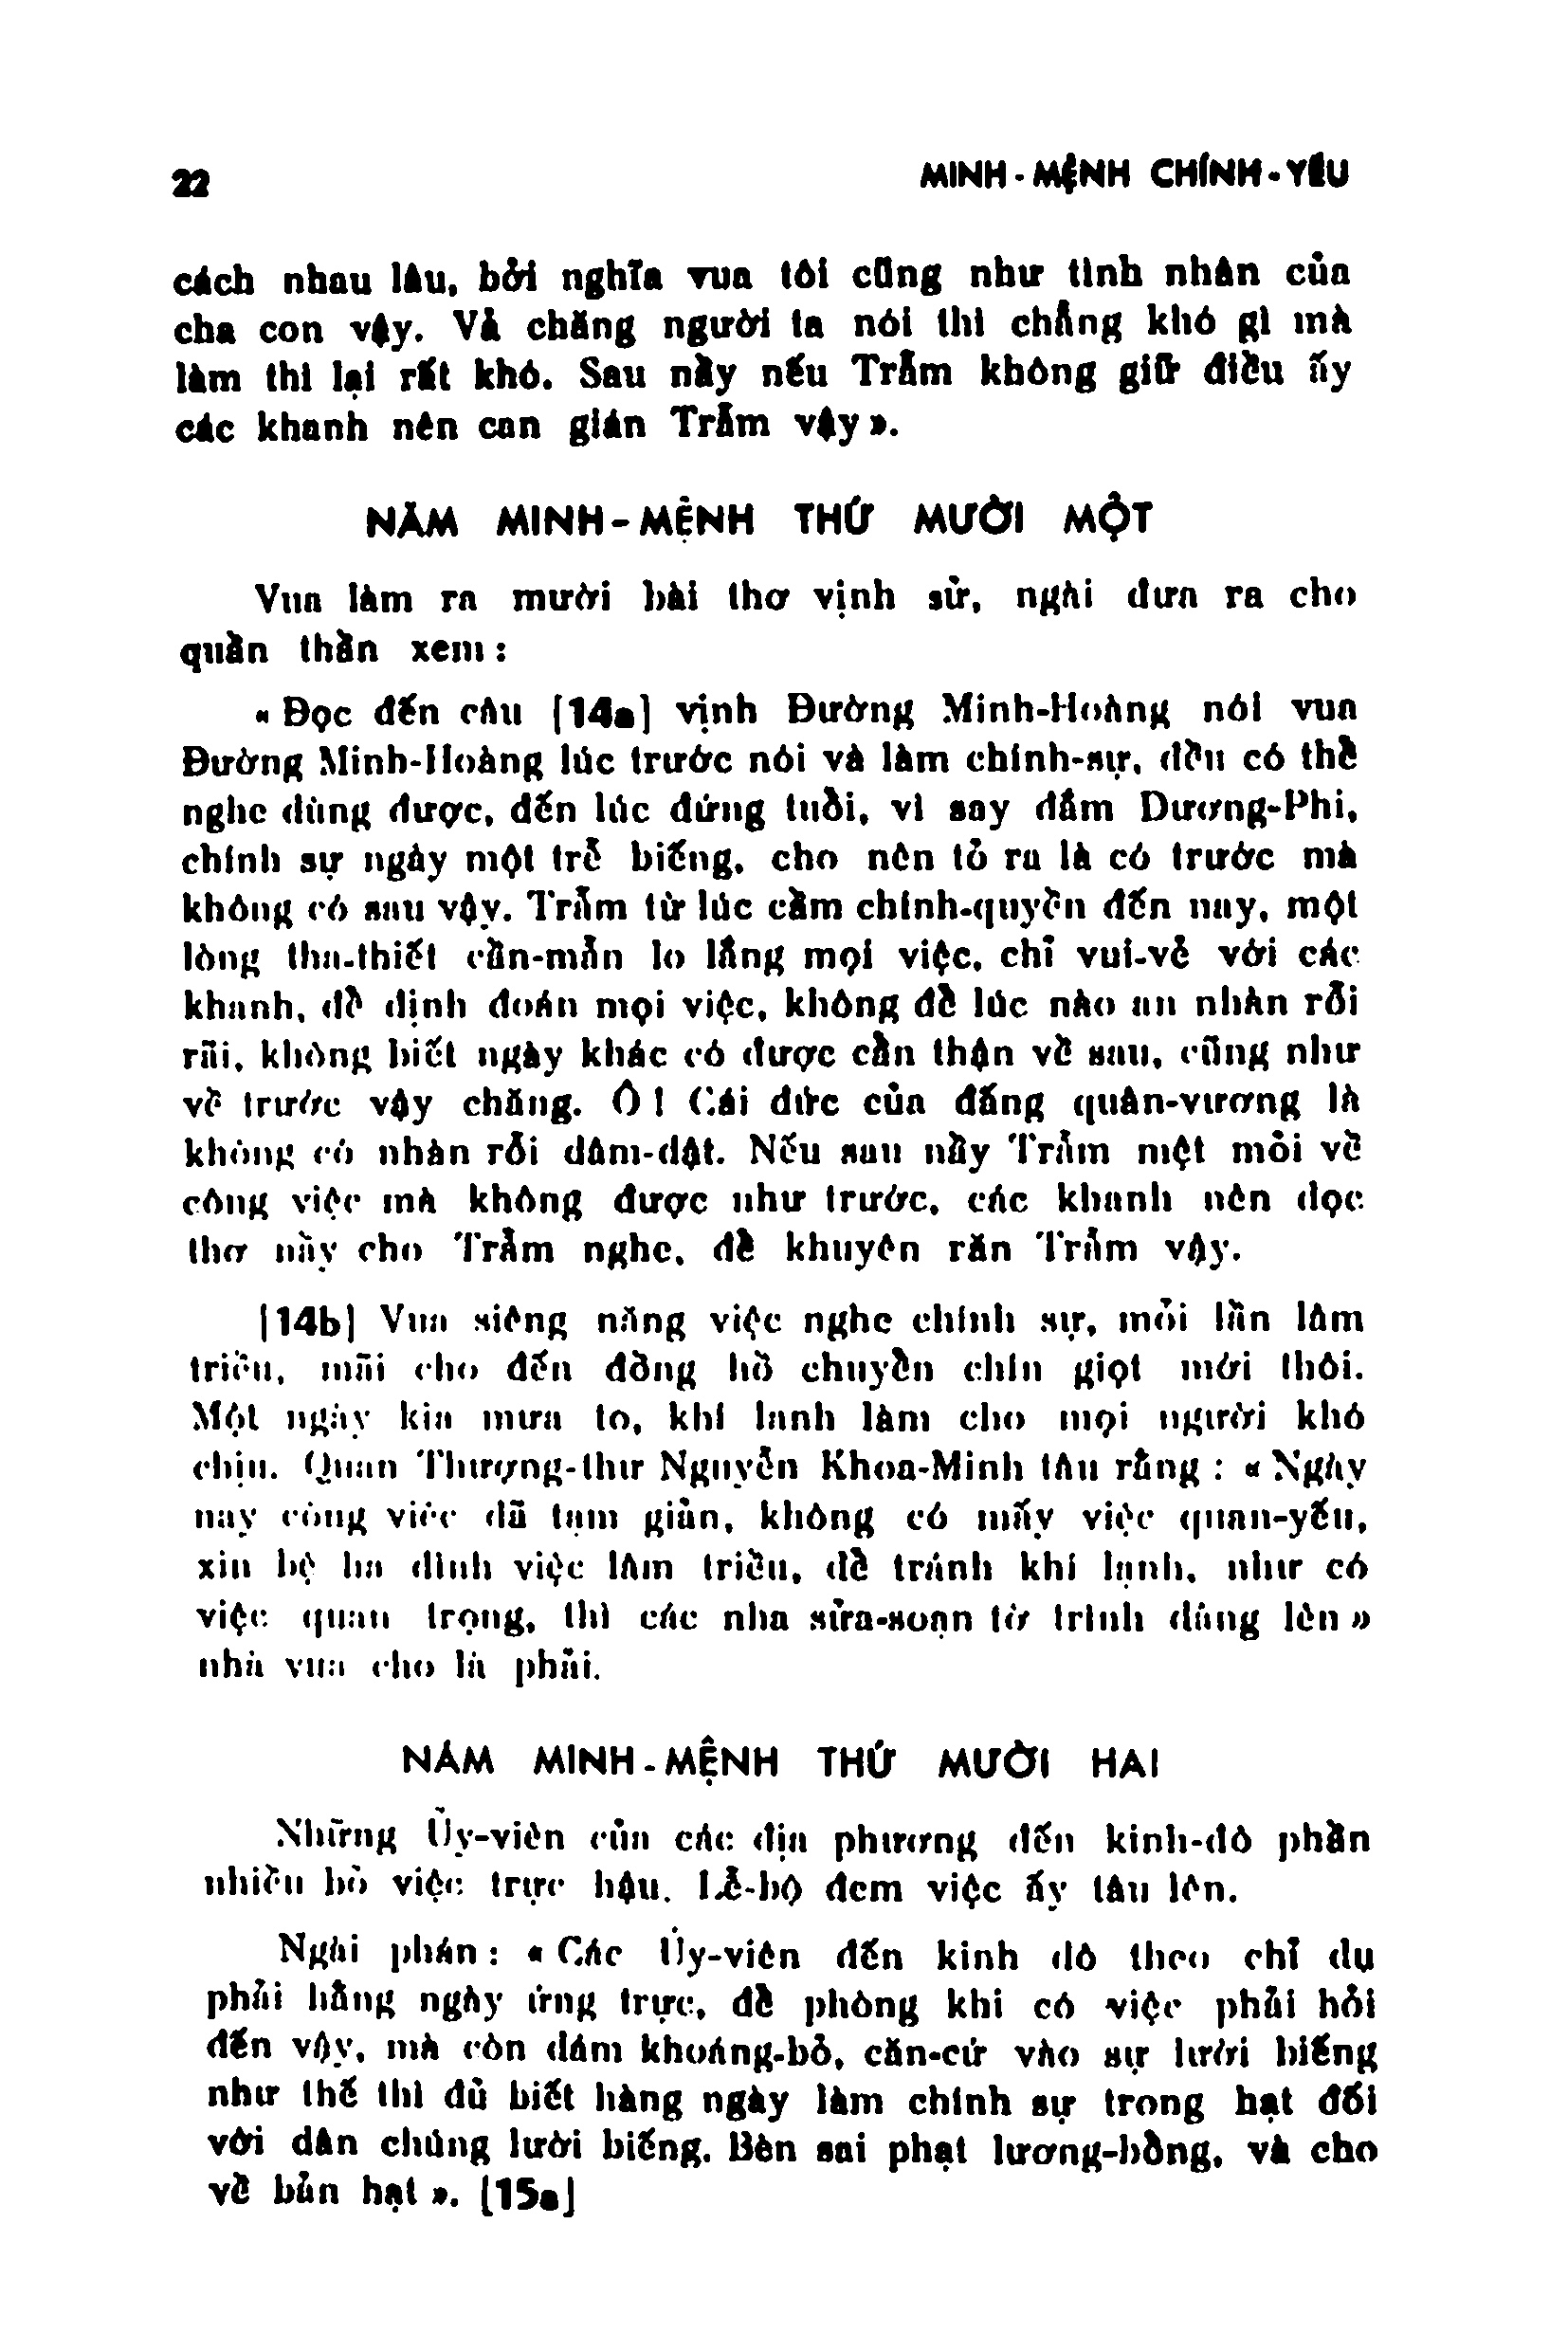 22
MINH-MỆNH CHÍNH-YẾU
cách nhau lâu, bởi nghĩa vua tôi cũng như tình nhân của
cha con vậy. Vả chăng người ta nói thì chẳng khó gì mà
làm thì lại rất khó. Sau nầy nếu Trẫm không giữ điều ấy
các khanh nên can gián Trẫm vậy ».
NĂM MINH-MỆNH THỨ MƯỜI MỘT
Vua làm ra mười bài thơ vịnh sử, ngài đưa ra cho
quần thần xem :
« Đọc đến câu [14a] vịnh Đường Minh-Hoàng nói vua
Đường Minh-Hoàng lúc trước nói và làm chính-sự, đều có thể
nghe dùng được, đến lúc đứng tuổi, vì say đắm Dương-Phi,
chính sự ngày một trễ biếng, cho nên tỏ ra là có trước mà
không có sau vậy. Trẫm từ lúc cầm chính-quyền đến nay, một
lòng tha-thiết cần-mẫn lo lắng mọi việc, chỉ vui-vẻ với các
khanh, để định đoán mọi việc, không để lúc nào an nhàn rỗi
rãi, không biết ngày khác có được cẩn thận về sau, cũng như
về trước vậy chăng. Ô ! Cái đức của đấng quân-vương là
không có nhàn rỗi dâm-dật. Nếu sau nầy Trẫm mệt mỏi về
công việc mà không được như trước, các khanh nên đọc
thơ nầy cho Trẫm nghe, để khuyên răn Trẫm vậy.
[14b] Vua siêng năng việc nghe chính sự, mỗi lần lâm
triều, mãi cho đến đồng hồ chuyền chín giọt mới thôi.
Một ngày kia mưa to, khí lạnh làm cho mọi người khó
chịu. Quan Thượng-thư Nguyễn Khoa-Minh tâu rằng : « Ngày
nay công việc đã tạm giản, không có mấy việc quan-yếu,
xin bệ hạ đình việc lâm triều, để tránh khí lạnh, như có
việc quan trọng, thì các nha sửa-soạn tờ trình dâng lên »
nhà vua cho là phải.
NĂM MINH-MỆNH THỨ MƯỜI HAI
Những Ủy-viên của các địa phương đến kinh-đô phần
nhiều bỏ việc trực hậu. Lễ-bộ đem việc ấy tâu lên.
Ngài phán : « Các Ủy-viên đến kinh đô theo chỉ dụ
phải hằng ngày ứng trực, để phòng khi có việc phải hỏi
đến vậy, mà còn dám khoáng-bỏ, căn-cứ vào sự lười biếng
như thế thì đủ biết hàng ngày làm chính sự trong hạt đối
với dân chúng lười biếng. Bèn sai phạt lương-bổng, và cho
về bản hạt ». [15a]